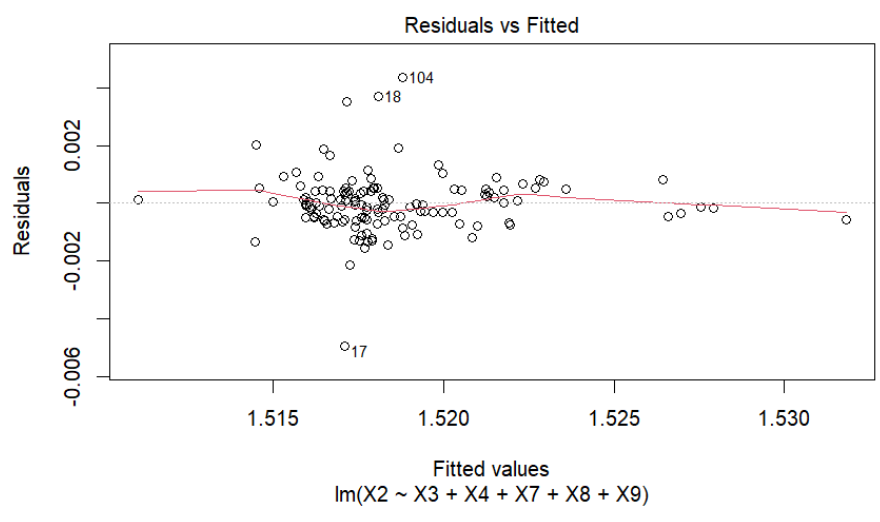 Residuals vs Fitted
Residuals
0.002
-0.002
-0.006
104
18
17
1.515
1.520
1.525
1.530
Fitted values
lm(X2 ~ X3 + X4 + X7 + X8 + X9)